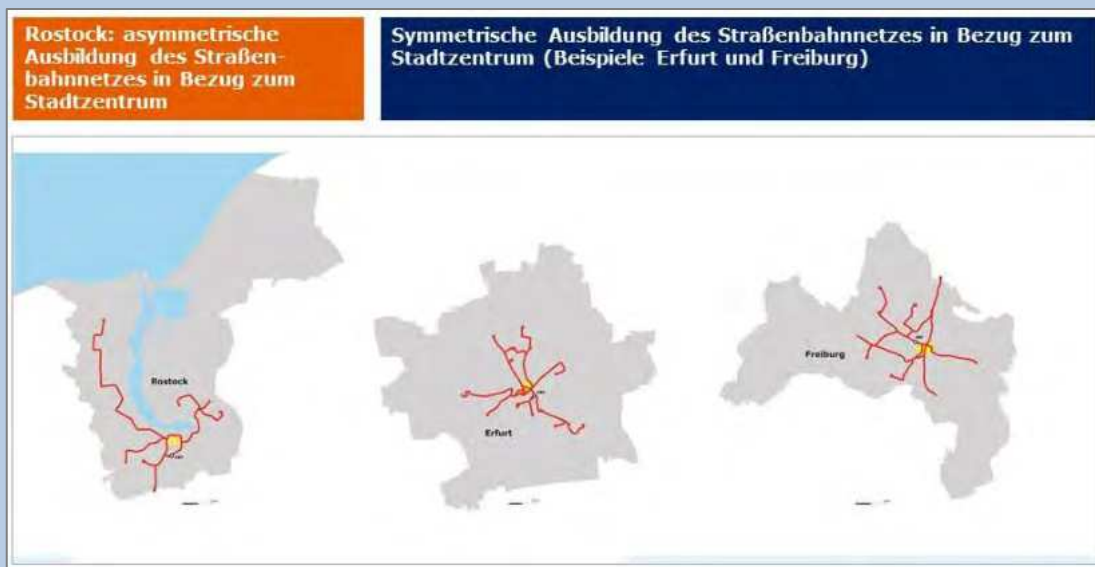 Rostock: asymmetrische
Ausbildung des Straßen-
bahnnetzes in Bezug zum
Stadtzentrum
Symmetrische Ausbildung des Straßenbahnnetzes in Bezug zum
Stadtzentrum (Beispiele Erfurt und Freiburg)
Rostock
Erfurt
Freiburg